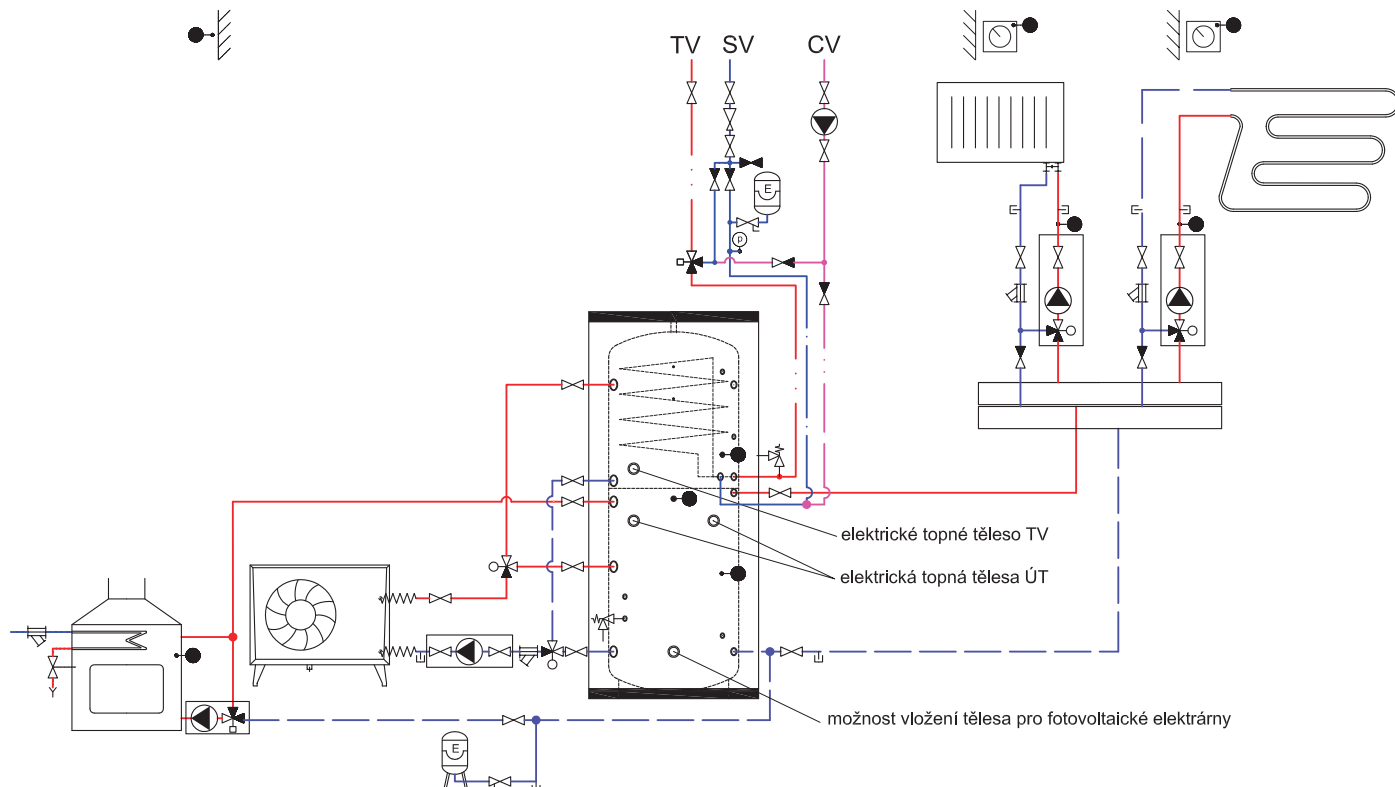 TV SV CV
E
p
elektrické topné těleso TV
elektrická topná tělesa ÚT
možnost vložení tělesa pro fotovoltaické elektrárny
E